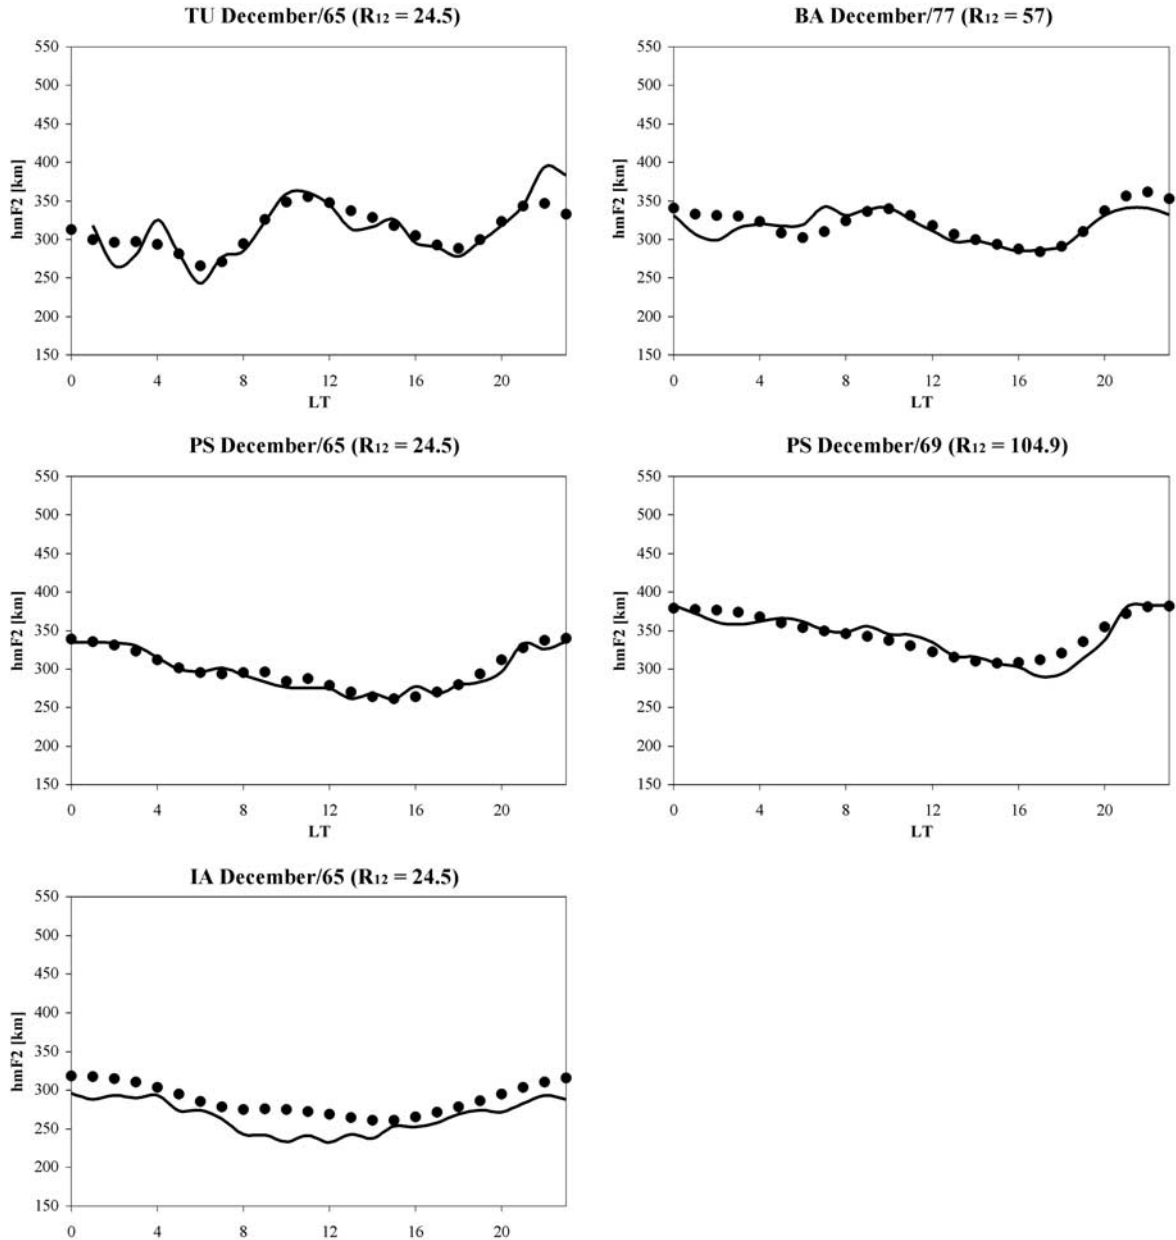 TU December/65 (R12 = 24.5)
550
500
450
400
350
300
250
200
150
hmF2 [km]
0 4 8 12 16 20
LT
BA December/77 (R12 = 57)
550
500
450
400
350
300
250
200
150
hmF2 [km]
0 4 8 12 16 20
LT
PS December/65 (R12 = 24.5)
550
500
450
400
350
300
250
200
150
hmF2 [km]
0 4 8 12 16 20
LT
PS December/69 (R12 = 104.9)
550
500
450
400
350
300
250
200
150
hmF2 [km]
0 4 8 12 16 20
LT
IA December/65 (R12 = 24.5)
550
500
450
400
350
300
250
200
150
hmF2 [km]
0 4 8 12 16 20